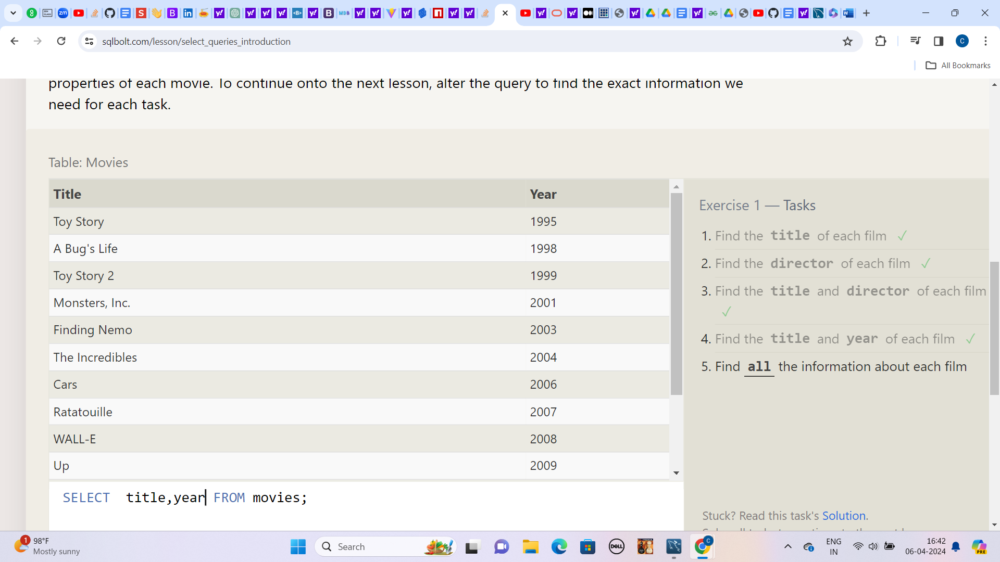 sqlbolt.com/lesson/select_queries_introduction
All Bookmarks
properties of each movie. To continue onto the next lesson, alter the query to find the exact information we
need for each task.
Table: Movies
Title Year
Toy Story 1995
A Bug's Life 1998
Toy Story 2 1999
Monsters, Inc. 2001
Finding Nemo 2003
The Incredibles 2004
Cars 2006
Ratatouille 2007
WALL-E 2008
Up 2009
SELECT title,year FROM movies;
Exercise 1 — Tasks
1. Find the title of each film ✓
2. Find the director of each film ✓
3. Find the title and director of each film
✓
4. Find the title and year of each film ✓
5. Find all the information about each film
Stuck? Read this task's Solution.
1
98°F
Mostly sunny
Search
DELL
ENG
IN
16:42
06-04-2024
PRE